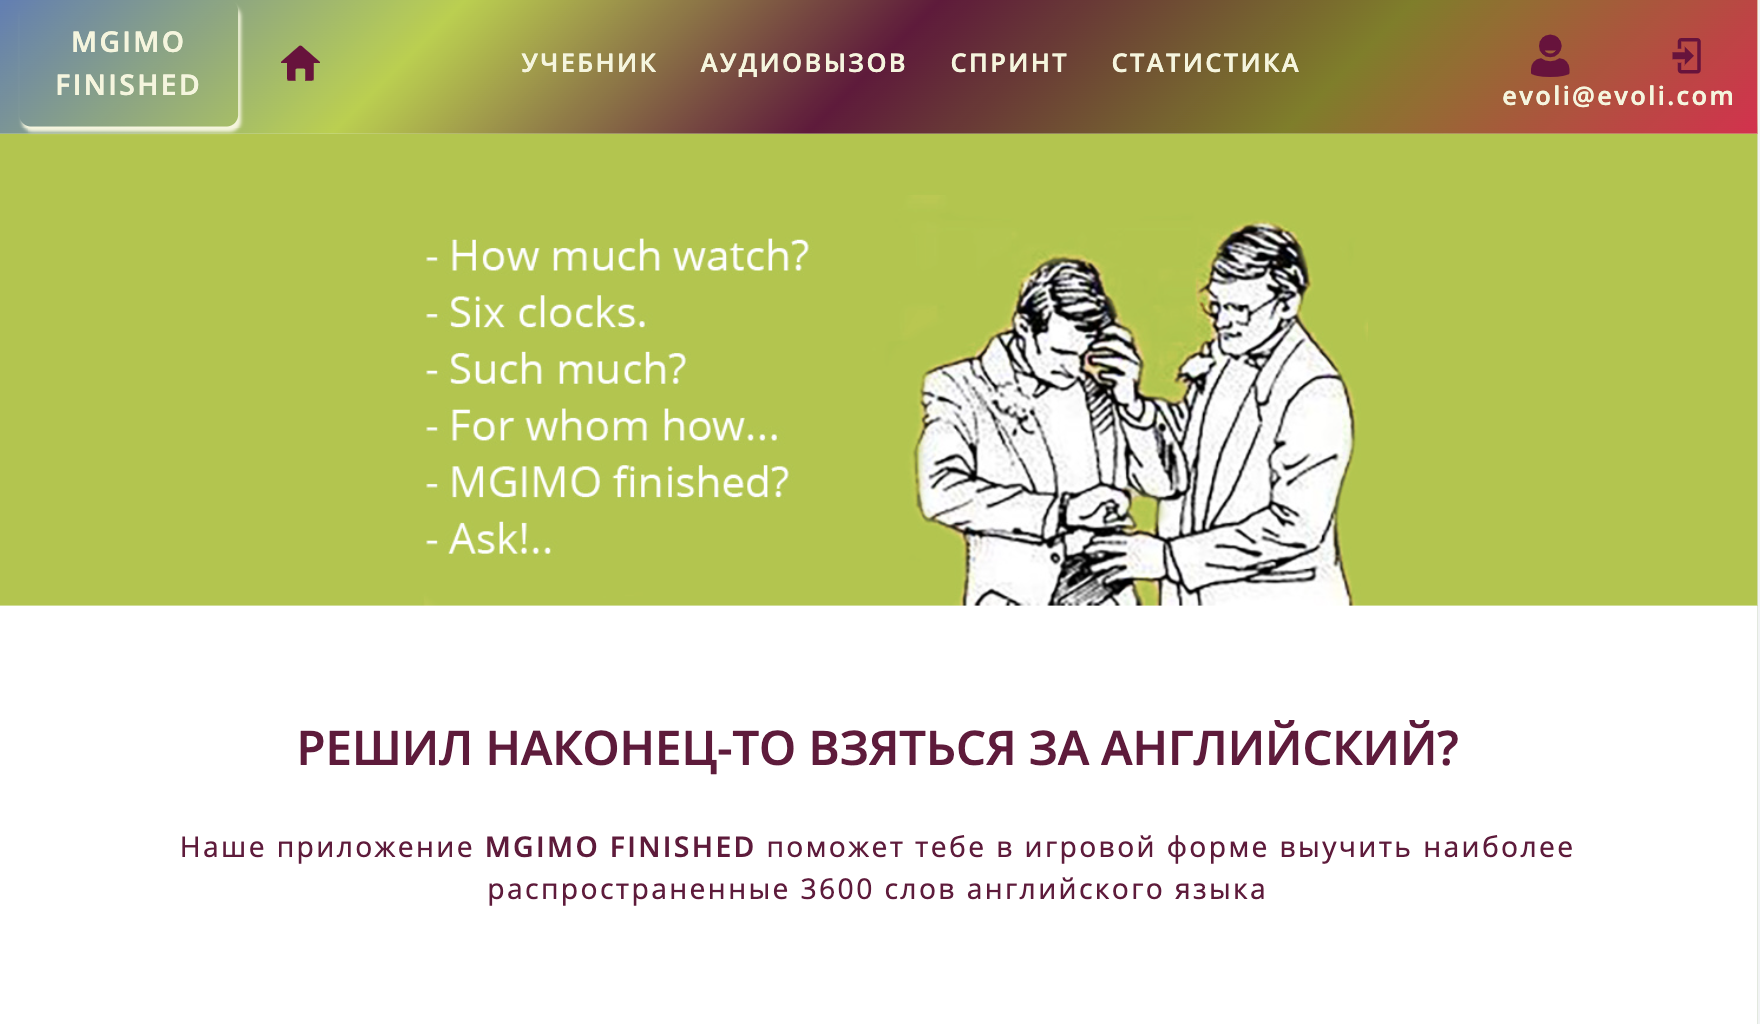 MGIMO
FINISHED
УЧЕБНИК АУДИОВЫЗОВ СПРИНТ СТАТИСТИКА
evoli@evoli.com
- How much watch?
- Six clocks.
- Such much?
- For whom how...
- MGIMO finished?
- Ask!..
РЕШИЛ НАКОНЕЦ-ТО ВЗЯТЬСЯ ЗА АНГЛИЙСКИЙ?
Наше приложение MGIMO FINISHED поможет тебе в игровой форме выучить наиболее
распространенные 3600 слов английского языка